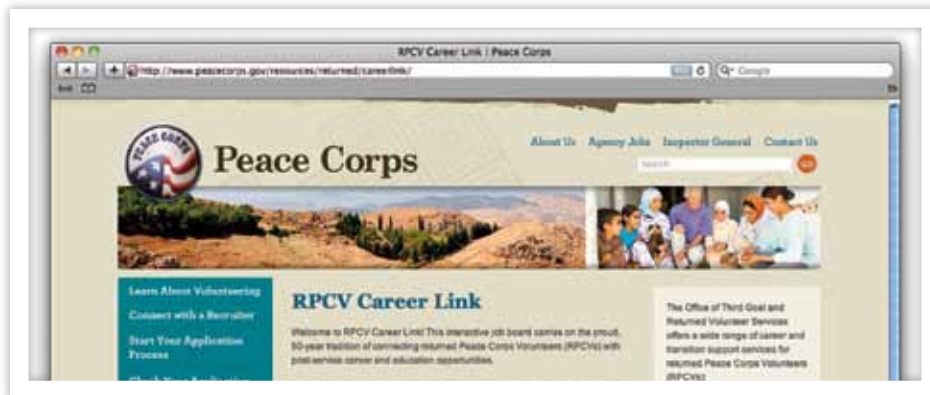 RPCV Career Link | Peace Corps
http://www.peacecorps.gov/resources/returned/careerlink/
Google
PEACE CORPS
Peace Corps
About Us Agency Jobs Inspector General Contact Us
Search
GO
Learn About Volunteering
Connect with a Recruiter
Start Your Application
Process
Check Your Application
RPCV Career Link
Welcome to RPCV Career Link! This interactive job board carries on the proud,
50-year tradition of connecting returned Peace Corps Volunteers (RPCVs) with
post-service career and education opportunities.
The Office of Third Goal and
Returned Volunteer Services
offers a wide range of career and
transition support services for
returned Peace Corps Volunteers
(RPCVs)